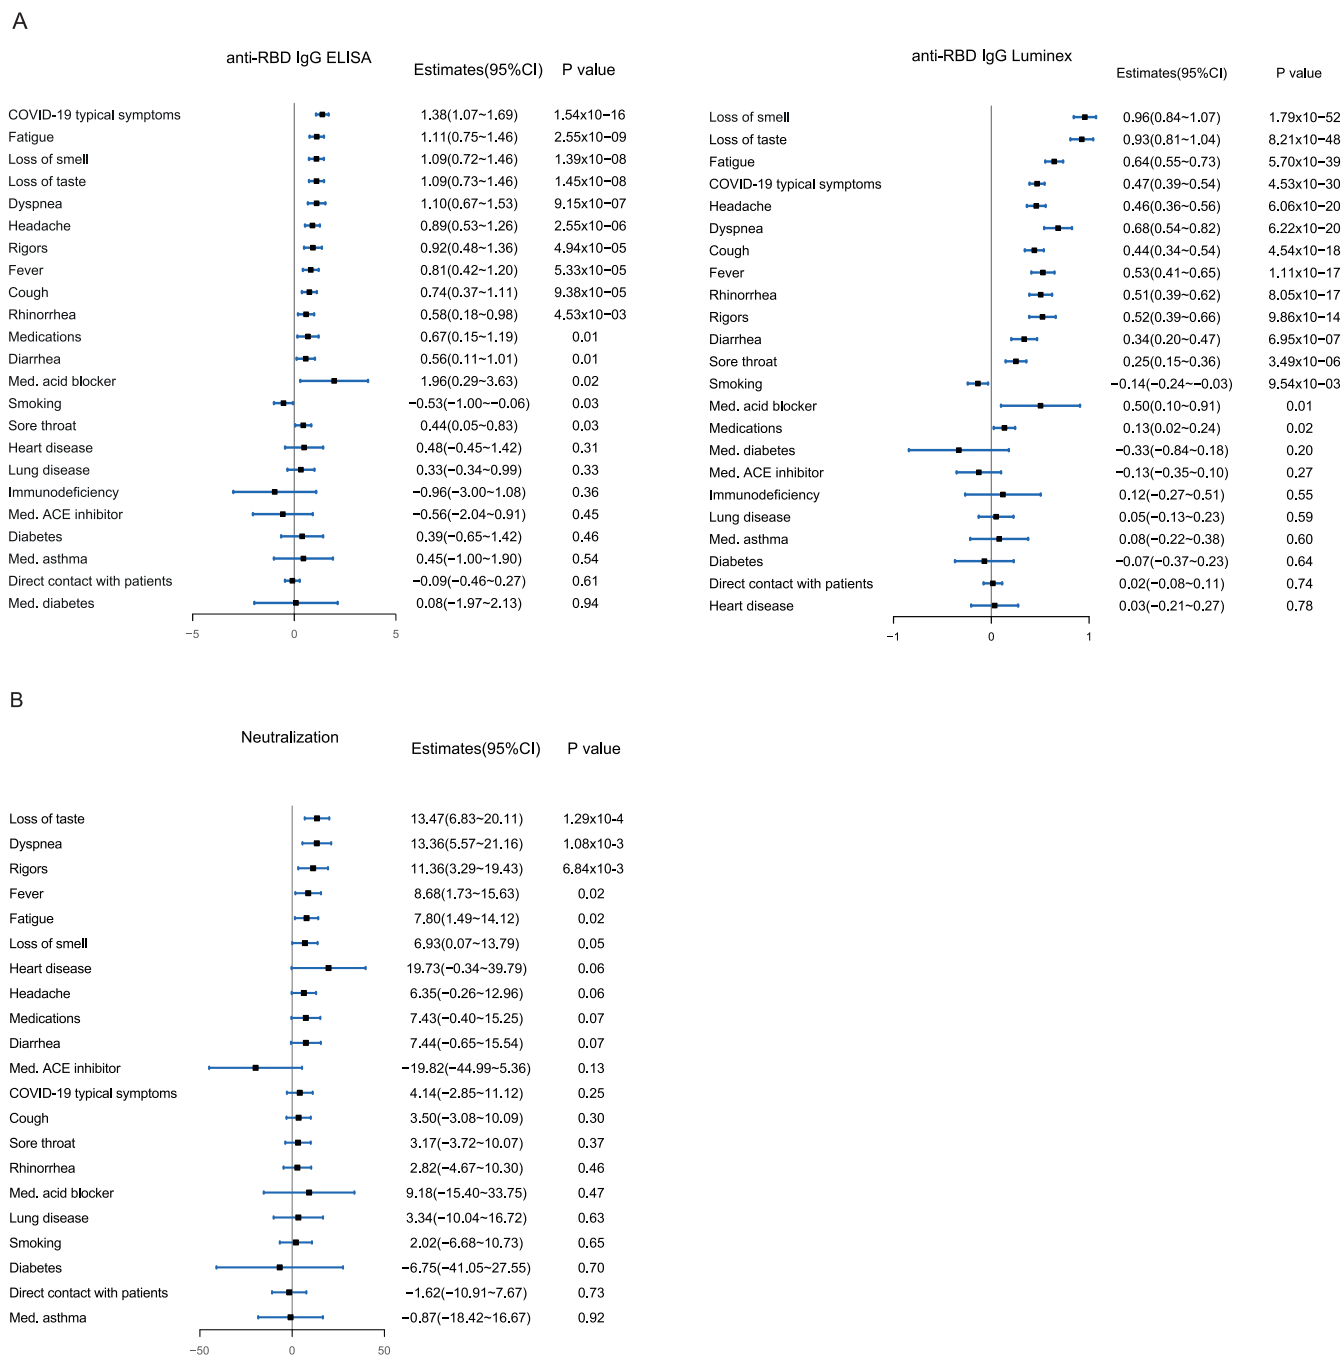 A
anti-RBD IgG ELISA Estimates(95%CI) P value
COVID-19 typical symptoms 1.38(1.07~1.69) 1.54x10−16
Fatigue 1.11(0.75~1.46) 2.55x10−09
Loss of smell 1.09(0.72~1.46) 1.39x10−08
Loss of taste 1.09(0.73~1.46) 1.45x10−08
Dyspnea 1.10(0.67~1.53) 9.15x10−07
Headache 0.89(0.53~1.26) 2.55x10−06
Rigors 0.92(0.48~1.36) 4.94x10−05
Fever 0.81(0.42~1.20) 5.33x10−05
Cough 0.74(0.37~1.11) 9.38x10−05
Rhinorrhea 0.58(0.18~0.98) 4.53x10−03
Medications 0.67(0.15~1.19) 0.01
Diarrhea 0.56(0.11~1.01) 0.01
Med. acid blocker 1.96(0.29~3.63) 0.02
Smoking −0.53(−1.00~−0.06) 0.03
Sore throat 0.44(0.05~0.83) 0.03
Heart disease 0.48(−0.45~1.42) 0.31
Lung disease 0.33(−0.34~0.99) 0.33
Immunodeficiency −0.96(−3.00~1.08) 0.36
Med. ACE inhibitor −0.56(−2.04~0.91) 0.45
Diabetes 0.39(−0.65~1.42) 0.46
Med. asthma 0.45(−1.00~1.90) 0.54
Direct contact with patients −0.09(−0.46~0.27) 0.61
Med. diabetes 0.08(−1.97~2.13) 0.94
−5 0 5
anti-RBD IgG Luminex Estimates(95%CI) P value
Loss of smell 0.96(0.84~1.07) 1.79x10−52
Loss of taste 0.93(0.81~1.04) 8.21x10−48
Fatigue 0.64(0.55~0.73) 5.70x10−39
COVID-19 typical symptoms 0.47(0.39~0.54) 4.53x10−30
Headache 0.46(0.36~0.56) 6.06x10−20
Dyspnea 0.68(0.54~0.82) 6.22x10−20
Cough 0.44(0.34~0.54) 4.54x10−18
Fever 0.53(0.41~0.65) 1.11x10−17
Rhinorrhea 0.51(0.39~0.62) 8.05x10−17
Rigors 0.52(0.39~0.66) 9.86x10−14
Diarrhea 0.34(0.20~0.47) 6.95x10−07
Sore throat 0.25(0.15~0.36) 3.49x10−06
Smoking −0.14(−0.24~−0.03) 9.54x10−03
Med. acid blocker 0.50(0.10~0.91) 0.01
Medications 0.13(0.02~0.24) 0.02
Med. diabetes −0.33(−0.84~0.18) 0.20
Med. ACE inhibitor −0.13(−0.35~0.10) 0.27
Immunodeficiency 0.12(−0.27~0.51) 0.55
Lung disease 0.05(−0.13~0.23) 0.59
Med. asthma 0.08(−0.22~0.38) 0.60
Diabetes −0.07(−0.37~0.23) 0.64
Direct contact with patients 0.02(−0.08~0.11) 0.74
Heart disease 0.03(−0.21~0.27) 0.78
−1 0 1
B
Neutralization Estimates(95%CI) P value
Loss of taste 13.47(6.83~20.11) 1.29x10-4
Dyspnea 13.36(5.57~21.16) 1.08x10-3
Rigors 11.36(3.29~19.43) 6.84x10-3
Fever 8.68(1.73~15.63) 0.02
Fatigue 7.80(1.49~14.12) 0.02
Loss of smell 6.93(0.07~13.79) 0.05
Heart disease 19.73(−0.34~39.79) 0.06
Headache 6.35(−0.26~12.96) 0.06
Medications 7.43(−0.40~15.25) 0.07
Diarrhea 7.44(−0.65~15.54) 0.07
Med. ACE inhibitor −19.82(−44.99~5.36) 0.13
COVID-19 typical symptoms 4.14(−2.85~11.12) 0.25
Cough 3.50(−3.08~10.09) 0.30
Sore throat 3.17(−3.72~10.07) 0.37
Rhinorrhea 2.82(−4.67~10.30) 0.46
Med. acid blocker 9.18(−15.40~33.75) 0.47
Lung disease 3.34(−10.04~16.72) 0.63
Smoking 2.02(−6.68~10.73) 0.65
Diabetes −6.75(−41.05~27.55) 0.70
Direct contact with patients −1.62(−10.91~7.67) 0.73
Med. asthma −0.87(−18.42~16.67) 0.92
−50 0 50